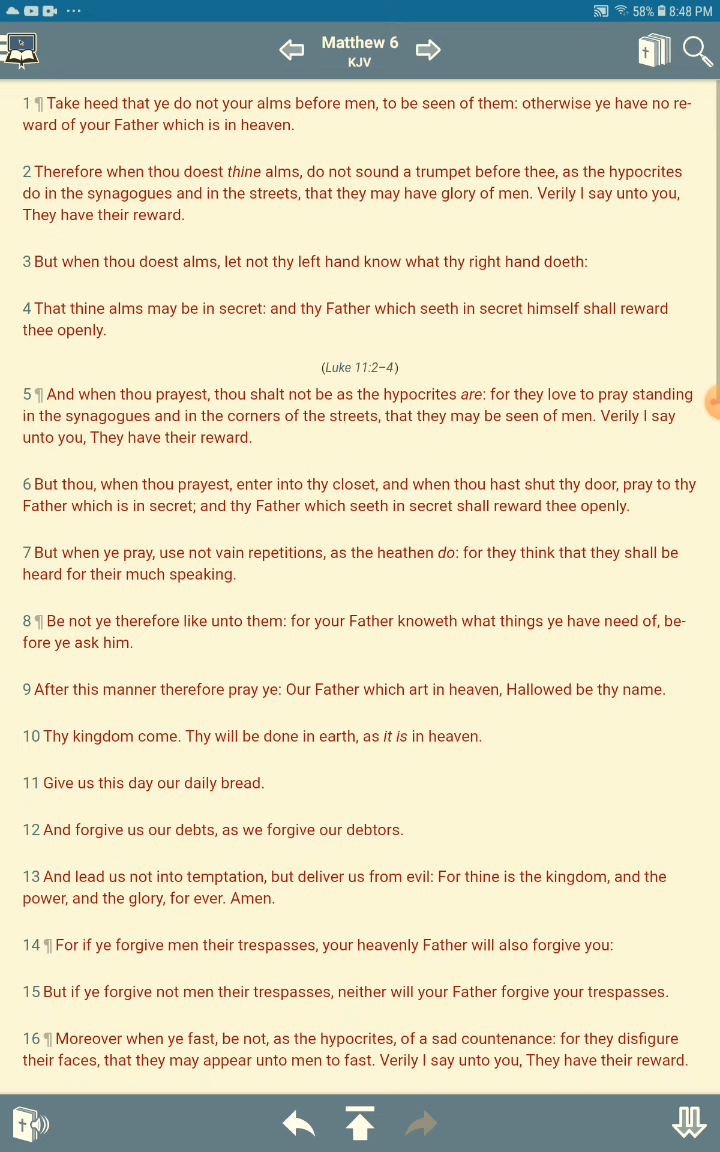 58% 8:48 PM
Matthew 6
KJV
1 ¶ Take heed that ye do not your alms before men, to be seen of them: otherwise ye have no re-
ward of your Father which is in heaven.
2 Therefore when thou doest thine alms, do not sound a trumpet before thee, as the hypocrites
do in the synagogues and in the streets, that they may have glory of men. Verily I say unto you,
They have their reward.
3 But when thou doest alms, let not thy left hand know what thy right hand doeth:
4 That thine alms may be in secret: and thy Father which seeth in secret himself shall reward
thee openly.
(Luke 11:2–4)
5 ¶ And when thou prayest, thou shalt not be as the hypocrites are: for they love to pray standing
in the synagogues and in the corners of the streets, that they may be seen of men. Verily I say
unto you, They have their reward.
6 But thou, when thou prayest, enter into thy closet, and when thou hast shut thy door, pray to thy
Father which is in secret; and thy Father which seeth in secret shall reward thee openly.
7 But when ye pray, use not vain repetitions, as the heathen do: for they think that they shall be
heard for their much speaking.
8 ¶ Be not ye therefore like unto them: for your Father knoweth what things ye have need of, be-
fore ye ask him.
9 After this manner therefore pray ye: Our Father which art in heaven, Hallowed be thy name.
10 Thy kingdom come. Thy will be done in earth, as it is in heaven.
11 Give us this day our daily bread.
12 And forgive us our debts, as we forgive our debtors.
13 And lead us not into temptation, but deliver us from evil: For thine is the kingdom, and the
power, and the glory, for ever. Amen.
14 ¶ For if ye forgive men their trespasses, your heavenly Father will also forgive you:
15 But if ye forgive not men their trespasses, neither will your Father forgive your trespasses.
16 ¶ Moreover when ye fast, be not, as the hypocrites, of a sad countenance: for they disfigure
their faces, that they may appear unto men to fast. Verily I say unto you, They have their reward.